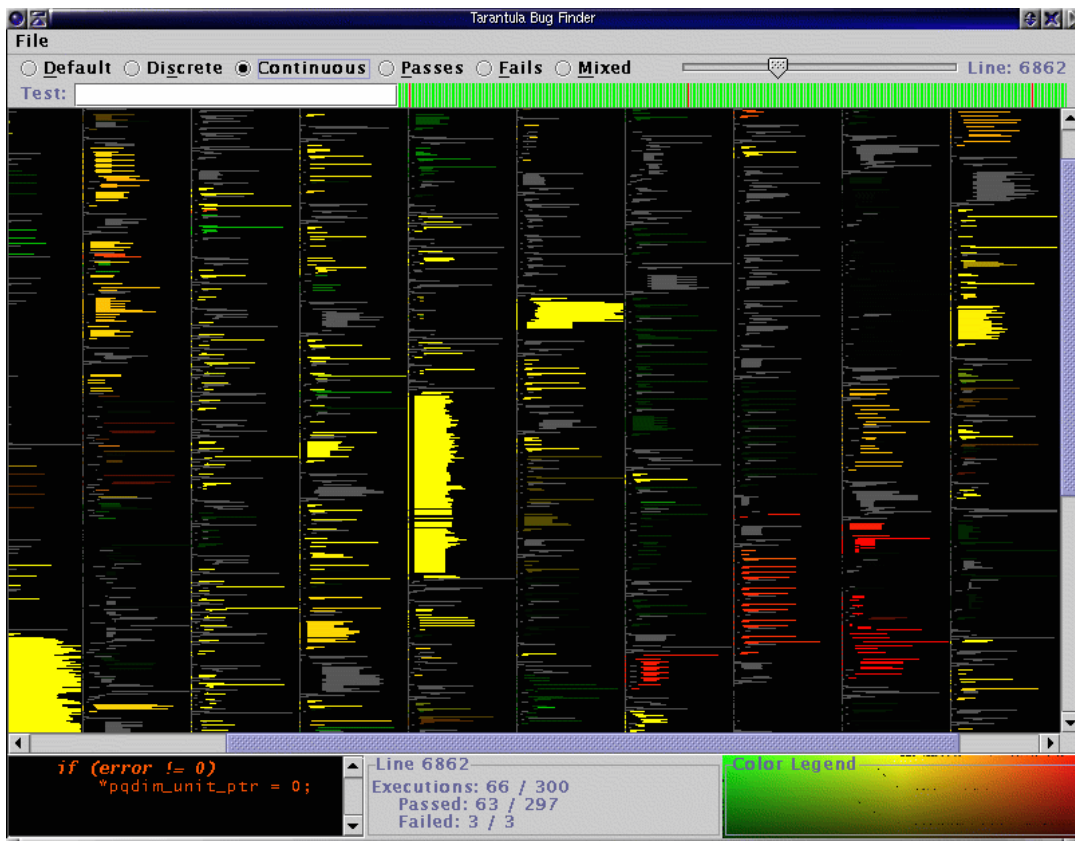 Tarantula Bug Finder
File
Default Discrete Continuous Passes Fails Mixed Line: 6862
Test:
if (error != 0)
*pqdim_unit_ptr = 0;
Line 6862
Executions: 66 / 300
Passed: 63 / 297
Failed: 3 / 3
Color Legend